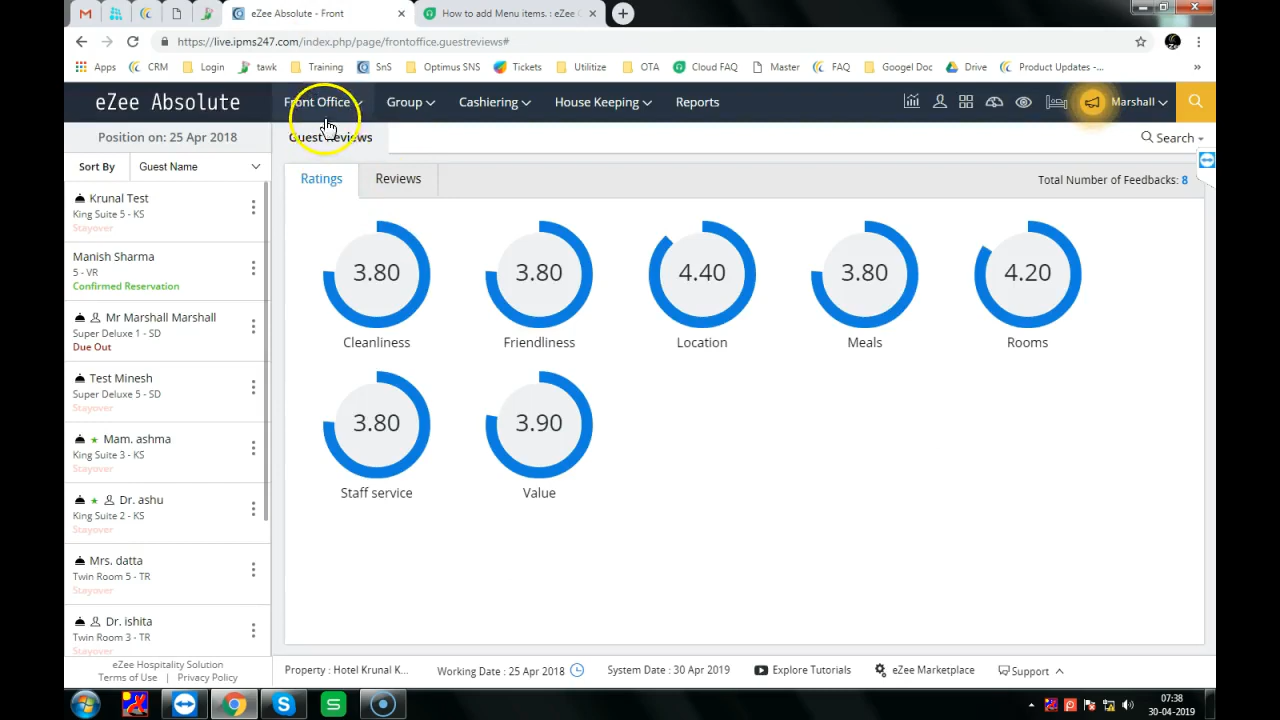 eZee Absolute - Front
How to add Menu items. : eZee
https://live.ipms247.com/index.php/page/frontoffice.guestreviews#
Apps CRM Login tawk Training SnS Optimus SNS Tickets Utilitize OTA Cloud FAQ Master FAQ Googel Doc Drive Product Updates -... »
eZee Absolute Front Office Group Cashiering House Keeping Reports Marshall
Position on: 25 Apr 2018
Guest Reviews
Search
Sort By Guest Name
Ratings Reviews
Total Number of Feedbacks: 8
Krunal Test
King Suite 5 - KS
Stayover
Manish Sharma
5 - VR
Confirmed Reservation
Mr Marshall Marshall
Super Deluxe 1 - SD
Due Out
Test Minesh
Super Deluxe 5 - SD
Stayover
Mam. ashma
King Suite 3 - KS
Stayover
Dr. ashu
King Suite 2 - KS
Stayover
Mrs. datta
Twin Room 5 - TR
Stayover
Dr. ishita
Twin Room 3 - TR
Stayover
3.80 3.80 4.40 3.80 4.20
Cleanliness Friendliness Location Meals Rooms
3.80 3.90
Staff service Value
eZee Hospitality Solution
Terms of Use | Privacy Policy
Property : Hotel Krunal K... Working Date : 25 Apr 2018 System Date : 30 Apr 2019 Explore Tutorials eZee Marketplace Support
07:38
30-04-2019